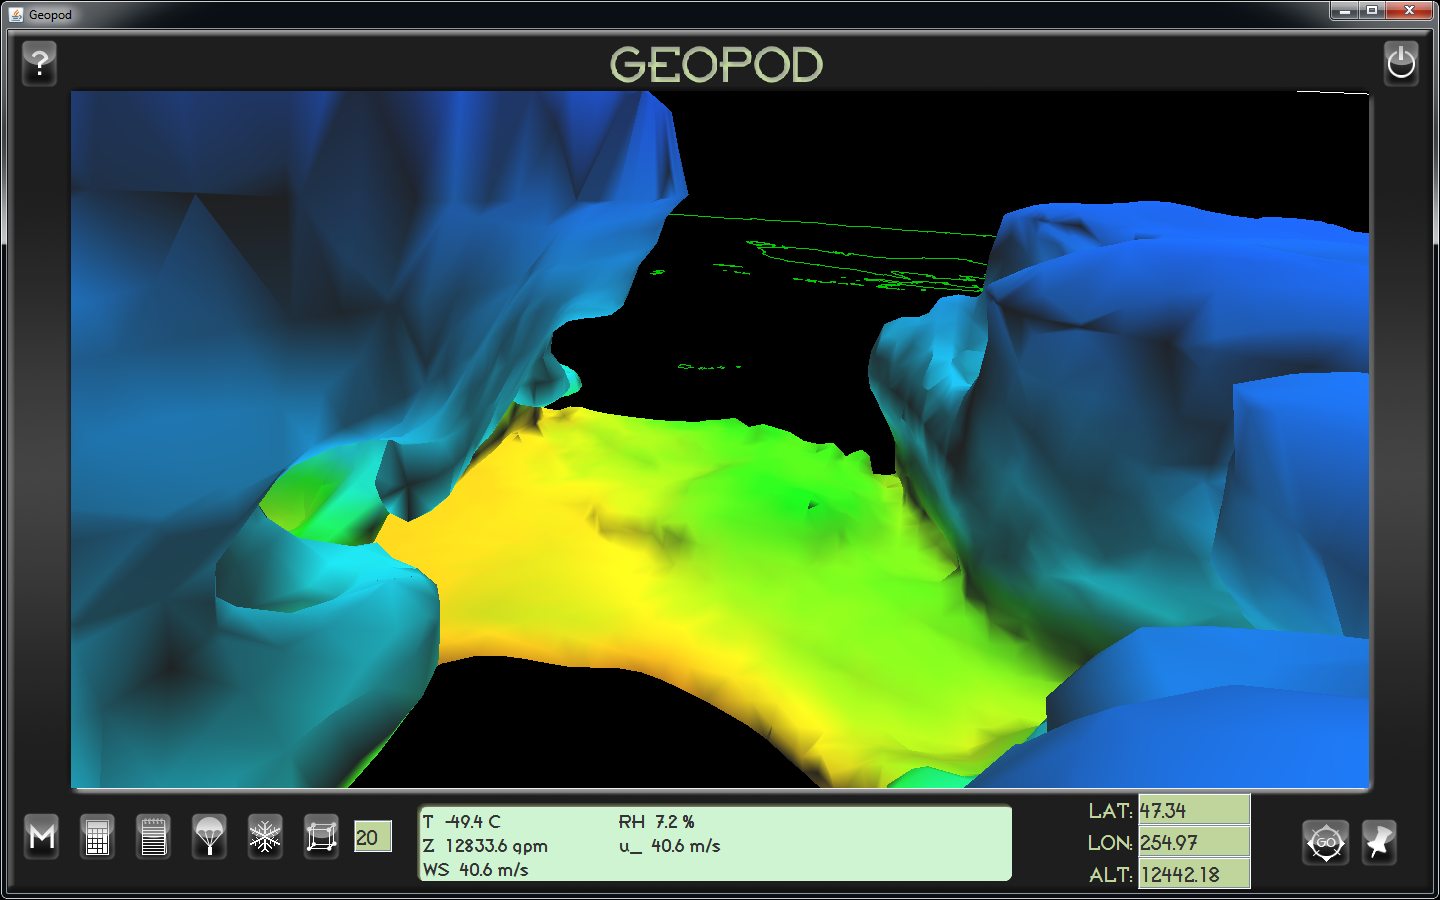 Geopod
?
GEOPOD
M
20
T -49.4 C
RH 7.2 %
Z 12833.6 gpm
u_ 40.6 m/s
WS 40.6 m/s
LAT: 47.34
LON: 254.97
ALT: 12442.18
GO